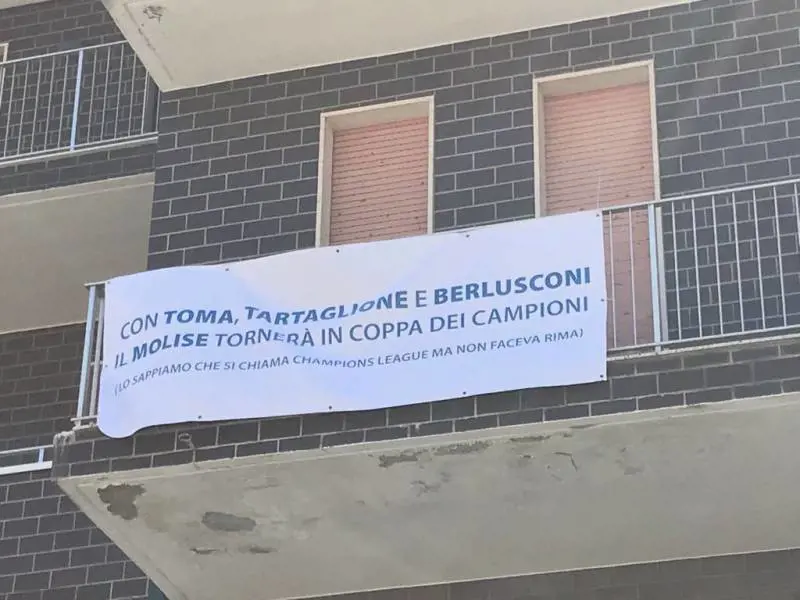 CON TOMA, TARTAGLIONE E BERLUSCONI
IL MOLISE TORNERÀ IN COPPA DEI CAMPIONI
(LO SAPPIAMO CHE SI CHIAMA CHAMPIONS LEAGUE MA NON FACEVA RIMA)